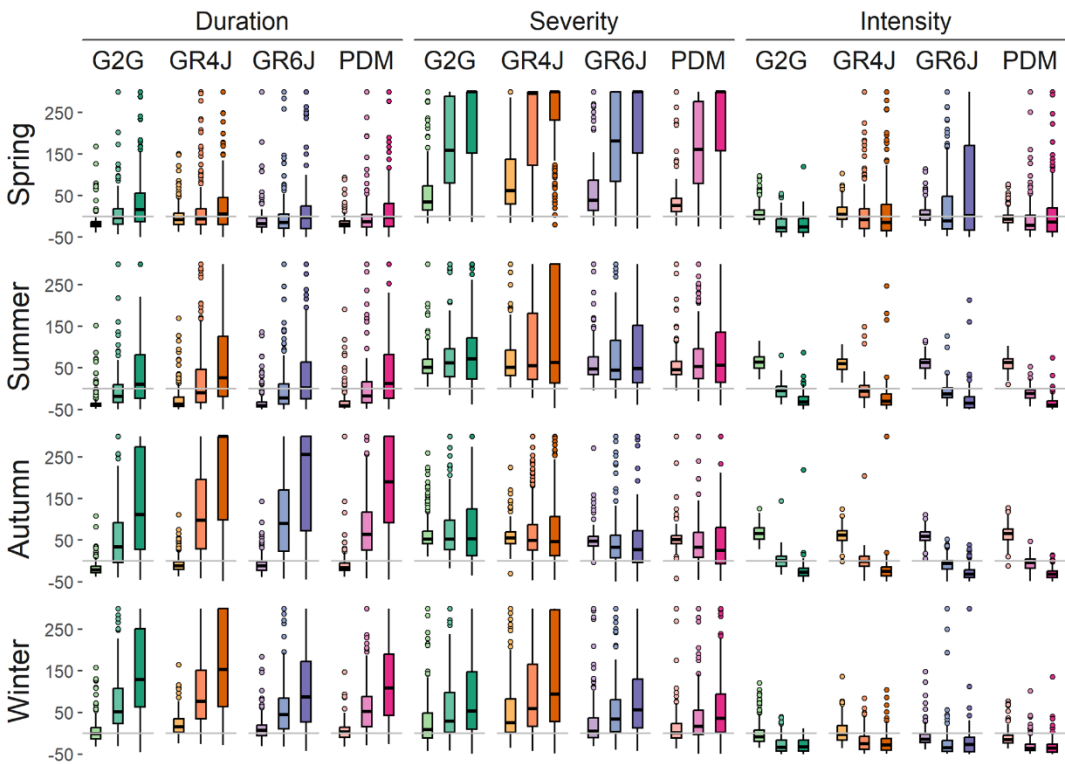 Duration Severity Intensity
G2G GR4J GR6J PDM G2G GR4J GR6J PDM G2G GR4J GR6J PDM
Spring
250
150
50
-50
Summer
250
150
50
-50
Autumn
250
150
50
-50
Winter
250
150
50
-50